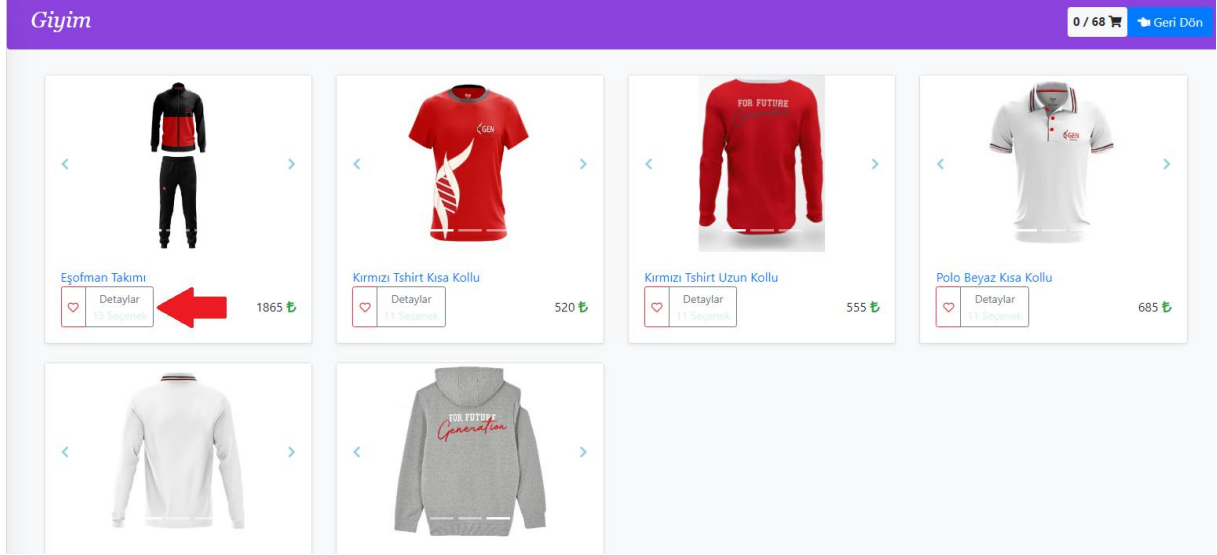 Giyim
0 / 68
Geri Dön
FOR FUTURE
GEN
GEN
Eşofman Takımı
Detaylar
13 Seçenek
1865 ₺
Kırmızı Tshirt Kısa Kollu
Detaylar
11 Seçenek
520 ₺
Kırmızı Tshirt Uzun Kollu
Detaylar
11 Seçenek
555 ₺
Polo Beyaz Kısa Kollu
Detaylar
11 Seçenek
685 ₺
FOR FUTURE
Generation